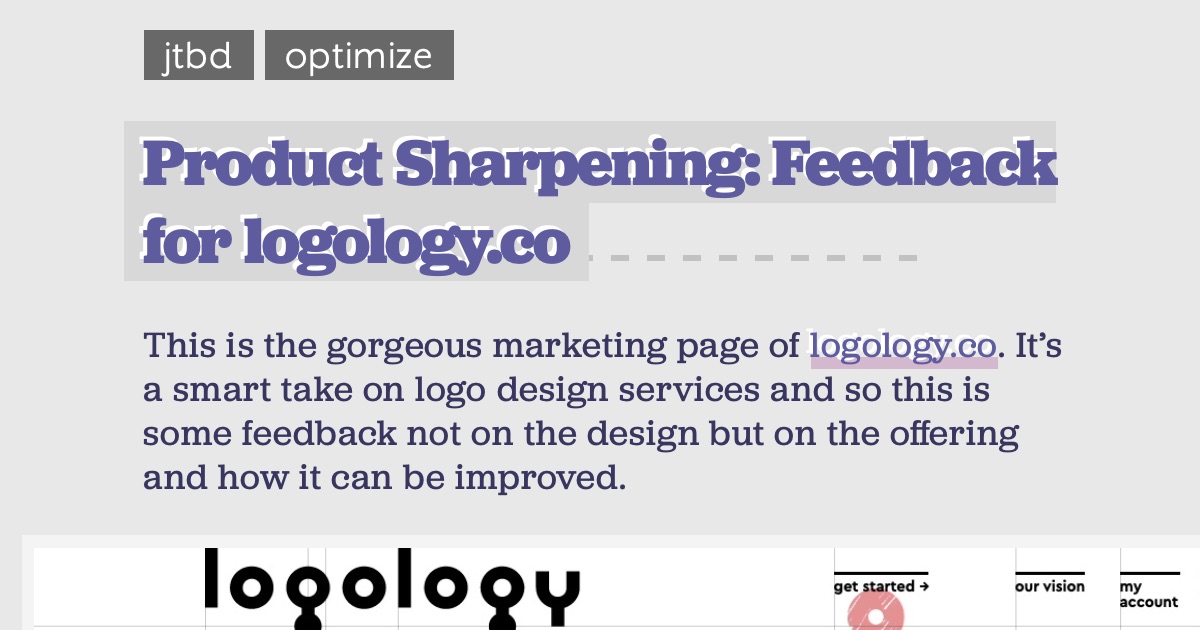 jtbd optimize
Product Sharpening: Feedback
for logology.co
This is the gorgeous marketing page of logology.co. It’s
a smart take on logo design services and so this is
some feedback not on the design but on the offering
and how it can be improved.
logology
get started → our vision my
account